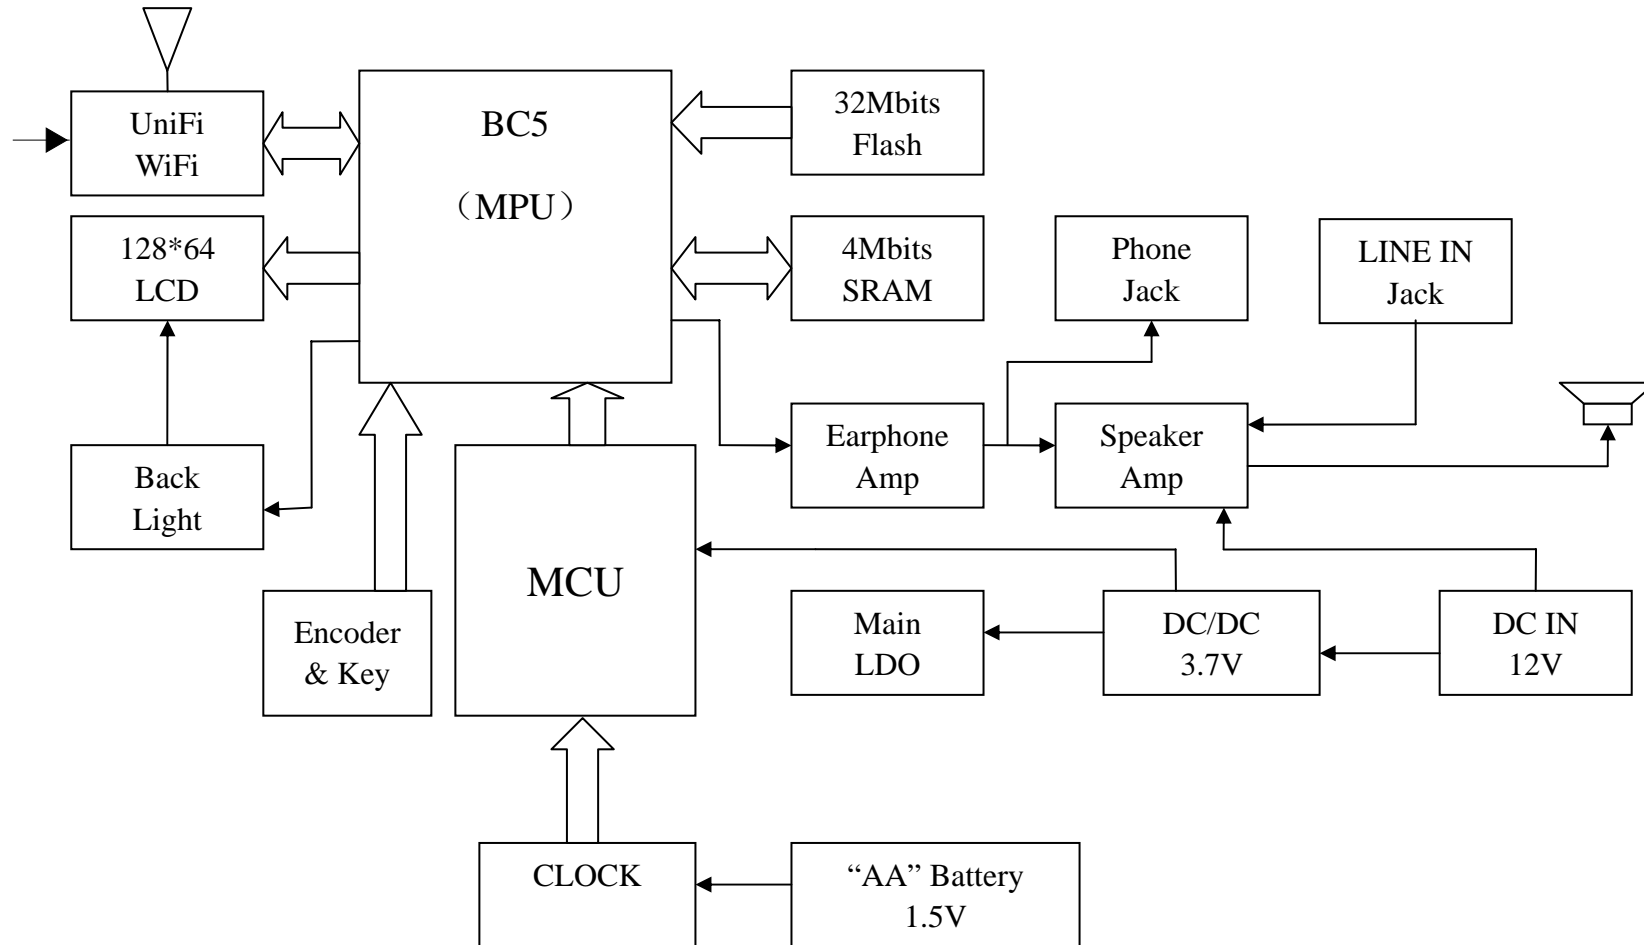 UniFi
WiFi
BC5
（MPU）
32Mbits
Flash
128*64
LCD
4Mbits
SRAM
Phone
Jack
LINE IN
Jack
Back
Light
Earphone
Amp
Speaker
Amp
MCU
Encoder
& Key
Main
LDO
DC/DC
3.7V
DC IN
12V
CLOCK
“AA” Battery
1.5V